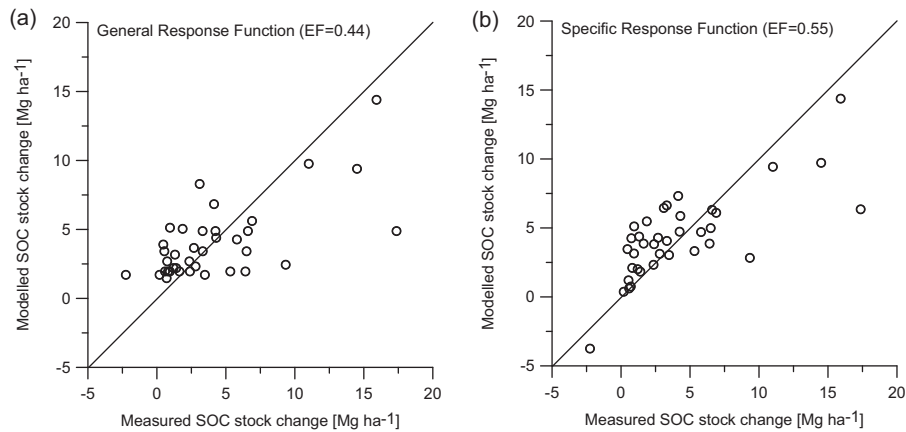 (a)
General Response Function (EF=0.44)
Modelled SOC stock change [Mg ha-1]
20
15
10
5
0
-5
-5 0 5 10 15 20
Measured SOC stock change [Mg ha-1]
(b)
Specific Response Function (EF=0.55)
Modelled SOC stock change [Mg ha-1]
20
15
10
5
0
-5
-5 0 5 10 15 20
Measured SOC stock change [Mg ha-1]